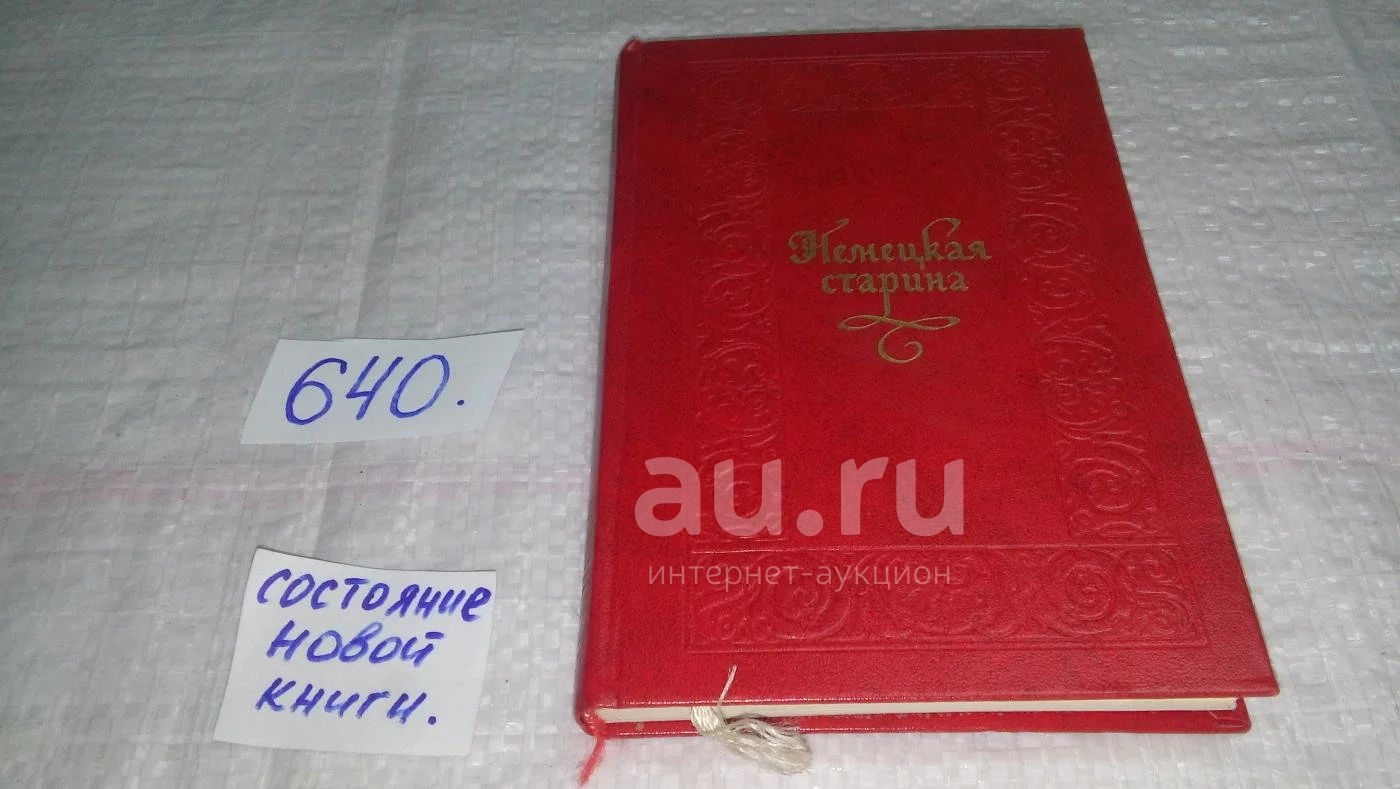 Немецкая
старина
640.
состояние
новой
книги.
au.ru
интернет-аукцион